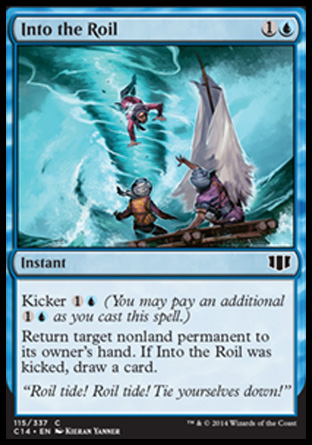 Into the Roil 1
Instant
Kicker 1 (You may pay an additional
1 as you cast this spell.)
Return target nonland permanent to
its owner's hand. If Into the Roil was
kicked, draw a card.
"Roil tide! Roil tide! Tie yourselves down!"
115/337 C
C14 • EN Kieran Yanner ™ & © 2014 Wizards of the Coast